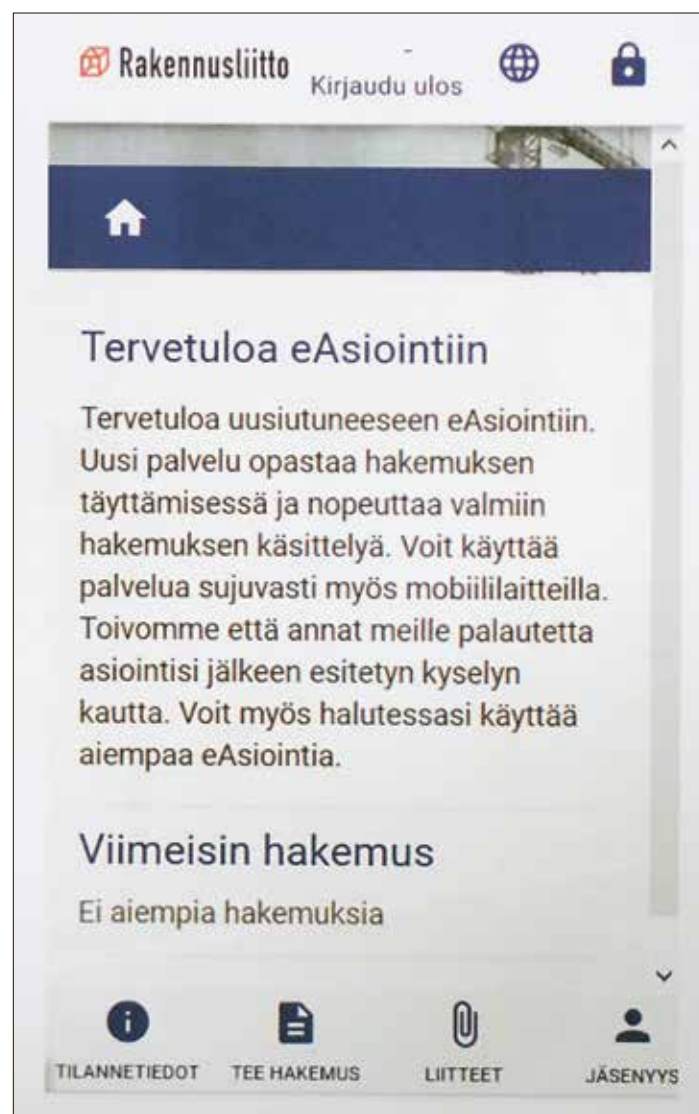 Rakennusliitto
-
Kirjaudu ulos
Tervetuloa eAsiointiin
Tervetuloa uusiutuneeseen eAsiointiin.
Uusi palvelu opastaa hakemuksen
täyttämisessä ja nopeuttaa valmiin
hakemuksen käsittelyä. Voit käyttää
palvelua sujuvasti myös mobiililaitteilla.
Toivomme että annat meille palautetta
asiointisi jälkeen esitetyn kyselyn
kautta. Voit myös halutessasi käyttää
aiempaa eAsiointia.
Viimeisin hakemus
Ei aiempia hakemuksia
TILANNETIEDOT TEE HAKEMUS LIITTEET JÄSENYYS